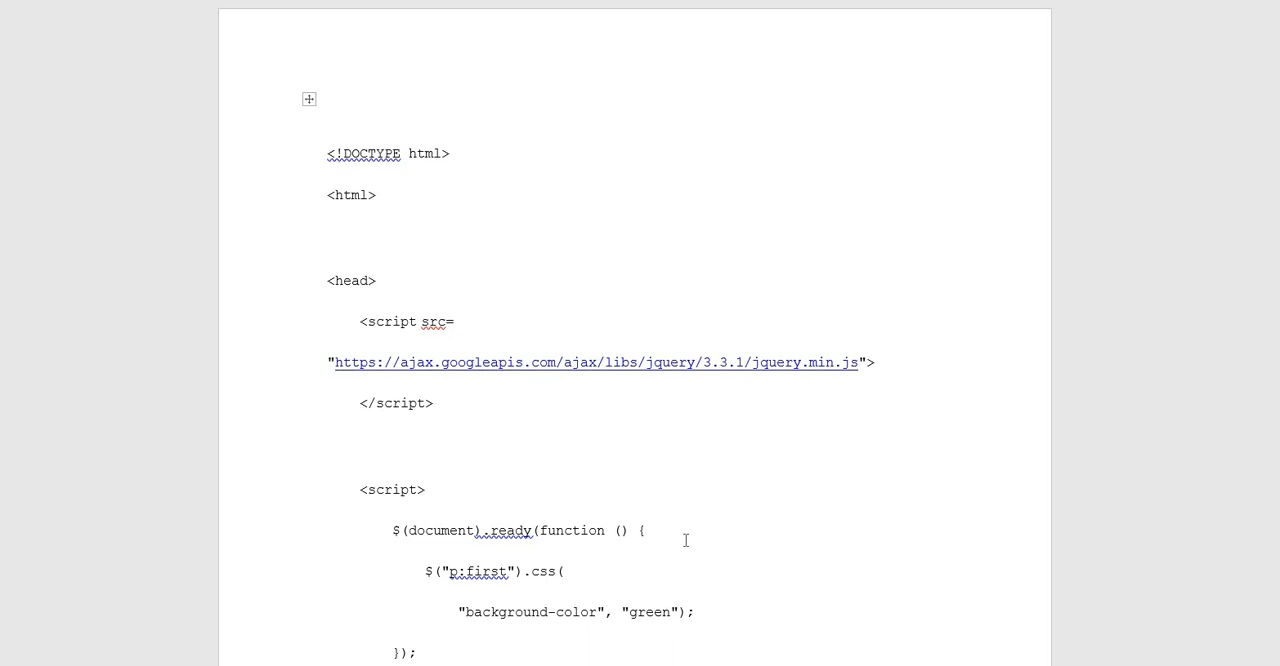 <!DOCTYPE html>
<html>
<head>
<script src=
"https://ajax.googleapis.com/ajax/libs/jquery/3.3.1/jquery.min.js">
</script>
<script>
$(document).ready(function () {
$("p:first").css(
"background-color", "green");
});